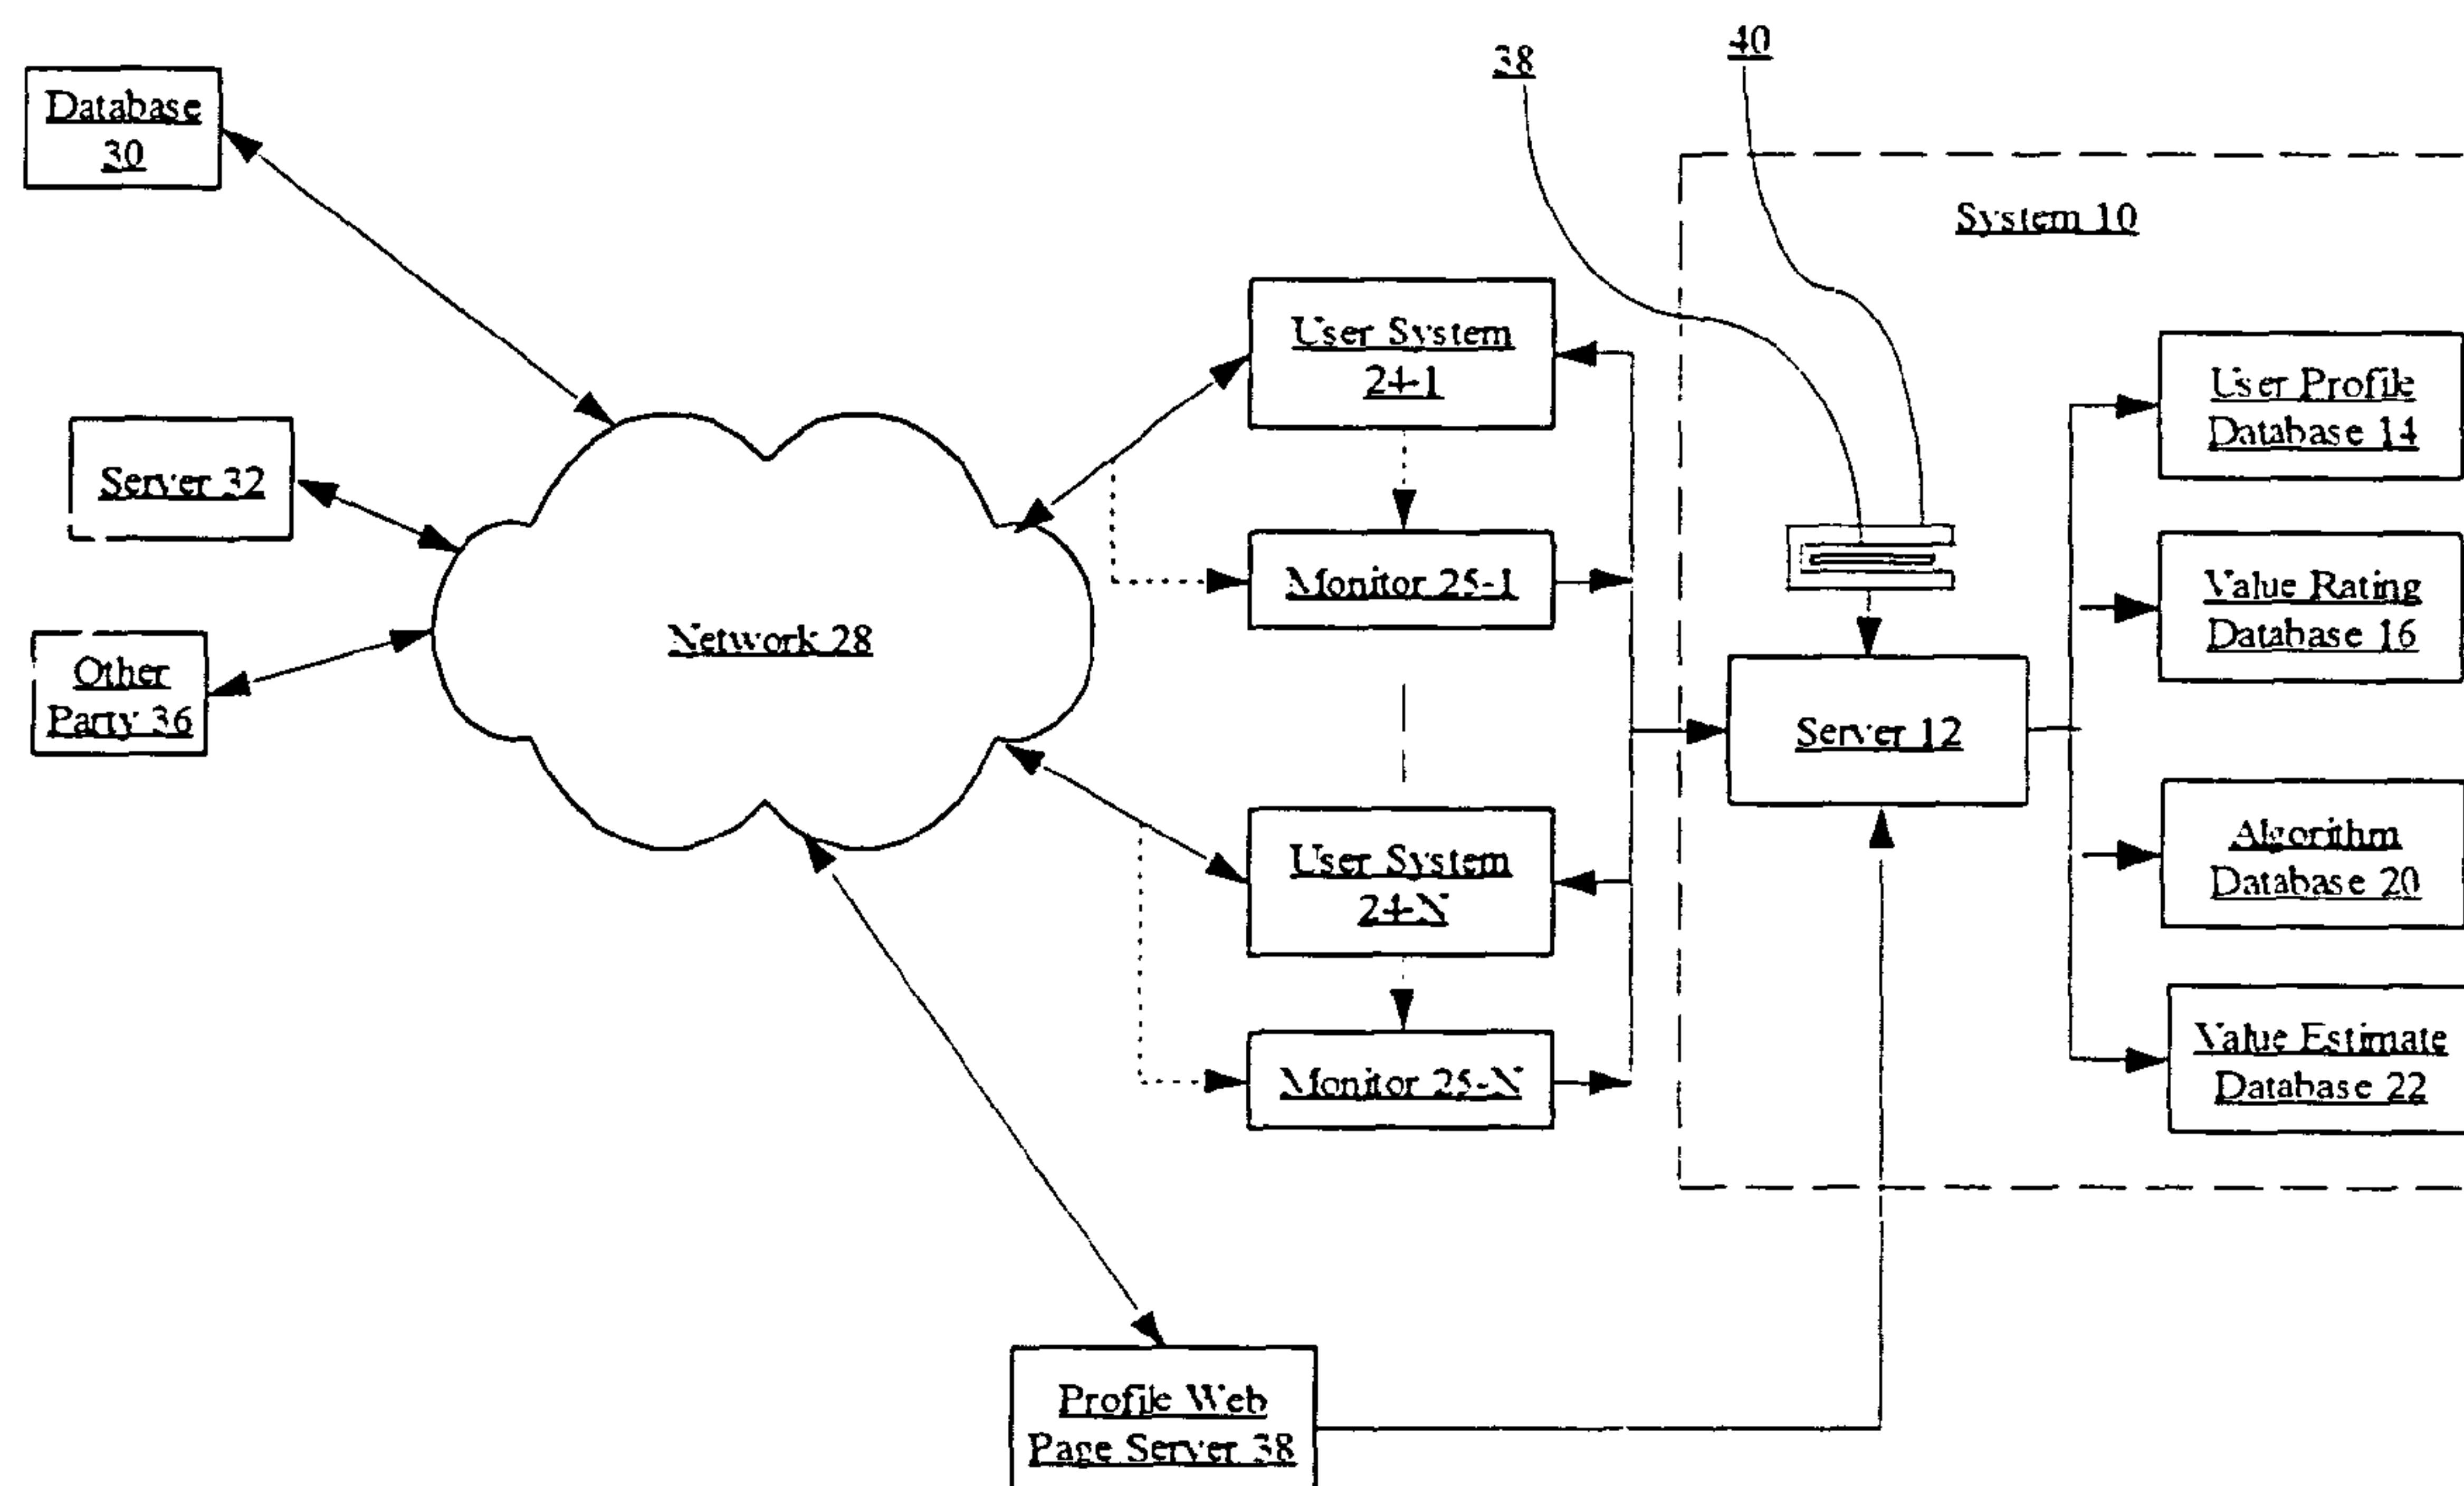 38
40
Database
30
System 10
User System
24-1
User Profile
Database 14
Server 32
Monitor 25-1
Value Rating
Database 16
Network 28
Other
Party 36
Server 12
User System
24-N
Algorithm
Database 20
Monitor 25-N
Value Estimate
Database 22
Profile Web
Page Server 38